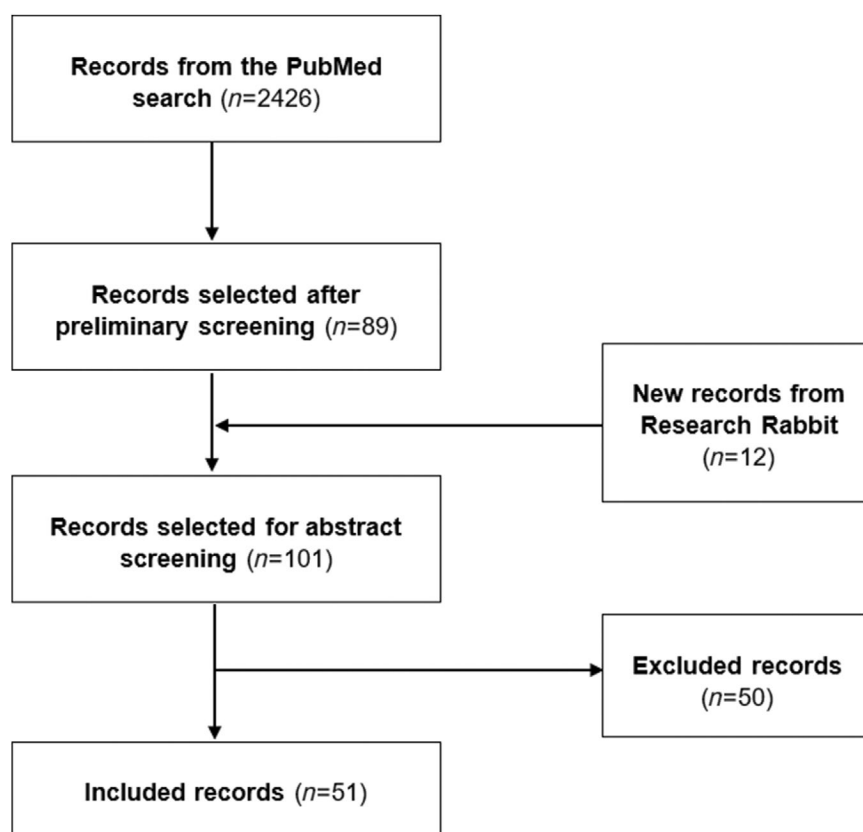 Records from the PubMed
search (n=2426)
Records selected after
preliminary screening (n=89)
New records from
Research Rabbit
(n=12)
Records selected for abstract
screening (n=101)
Excluded records
(n=50)
Included records (n=51)